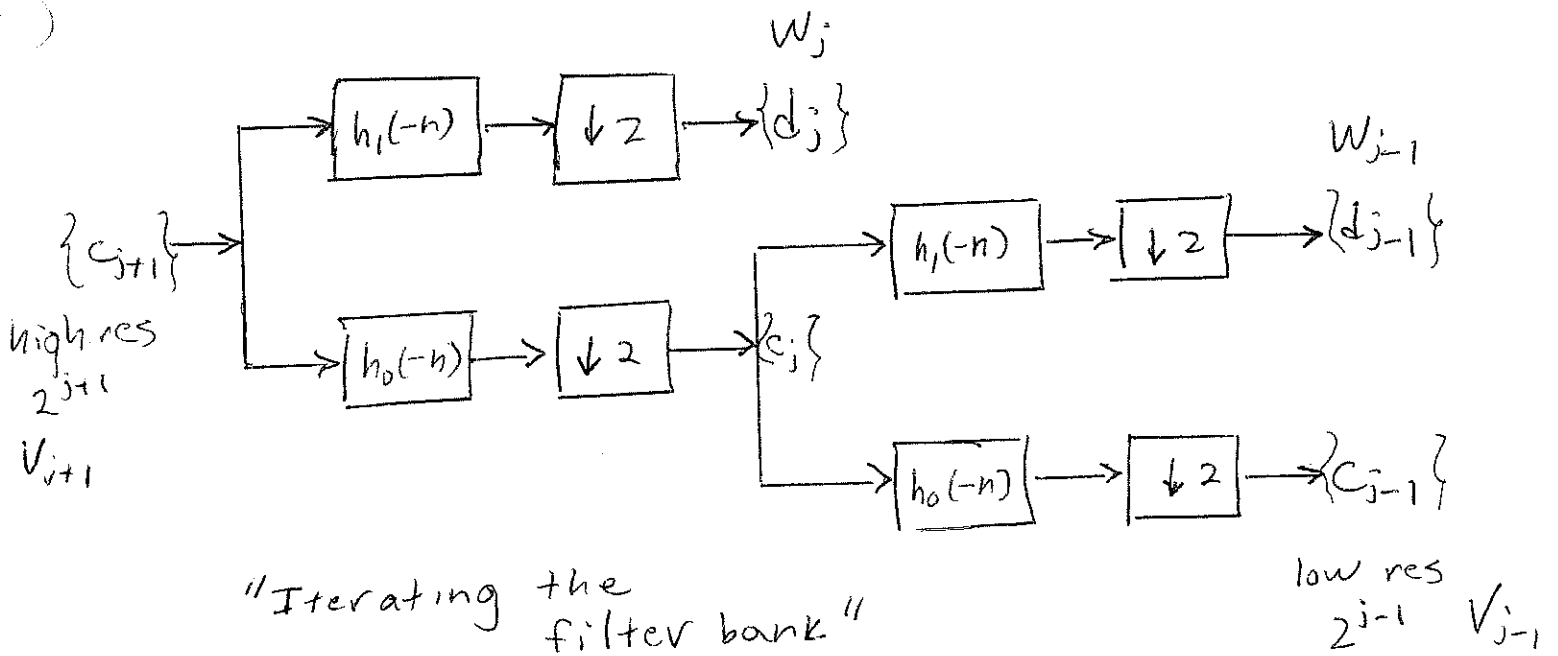 )
W_j
h_1(-n) ↓2 {d_j}
W_{j-1}
{c_{j+1}} h_1(-n) ↓2 {d_{j-1}}
high res
2^{j+1}
V_{j+1}
h_0(-n) ↓2 {c_j}
h_0(-n) ↓2 {c_{j-1}}
"Iterating the
filter bank"
low res
2^{j-1} V_{j-1}